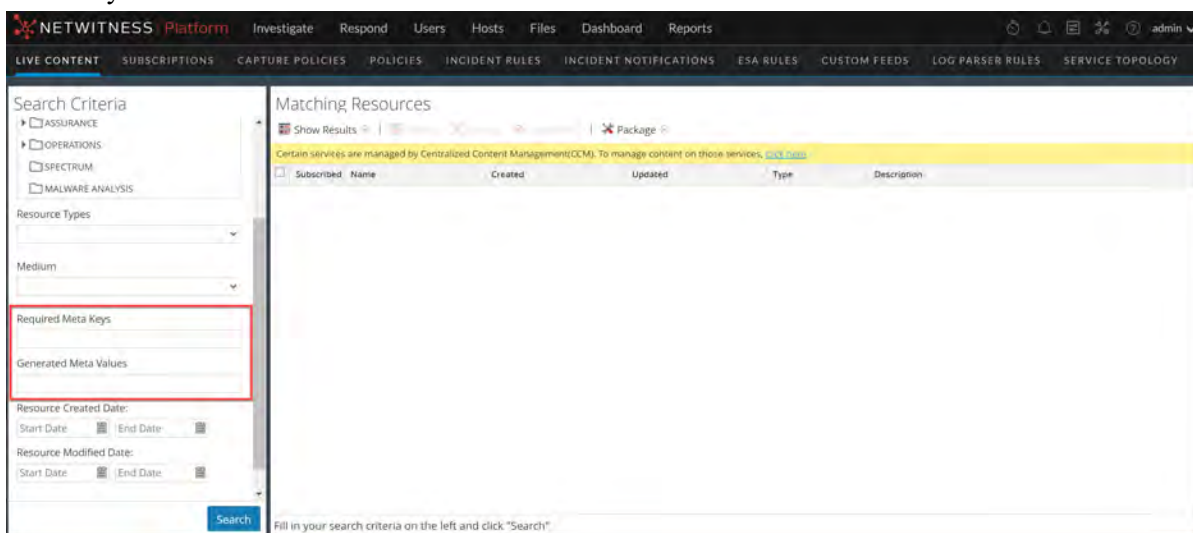 NETWITNESS Platform Investigate Respond Users Hosts Files Dashboard Reports admin
LIVE CONTENT SUBSCRIPTIONS CAPTURE POLICIES POLICIES INCIDENT RULES INCIDENT NOTIFICATIONS ESA RULES CUSTOM FEEDS LOG PARSER RULES SERVICE TOPOLOGY
Search Criteria
ASSURANCE
OPERATIONS
SPECTRUM
MALWARE ANALYSIS
Resource Types
Medium
Required Meta Keys
Generated Meta Values
Resource Created Date:
Start Date End Date
Resource Modified Date:
Start Date End Date
Search
Matching Resources
Show Results | | Package
Certain services are managed by Centralized Content Management(CCM). To manage content on those services, click here
Subscribed Name Created Updated Type Description
Fill in your search criteria on the left and click "Search"